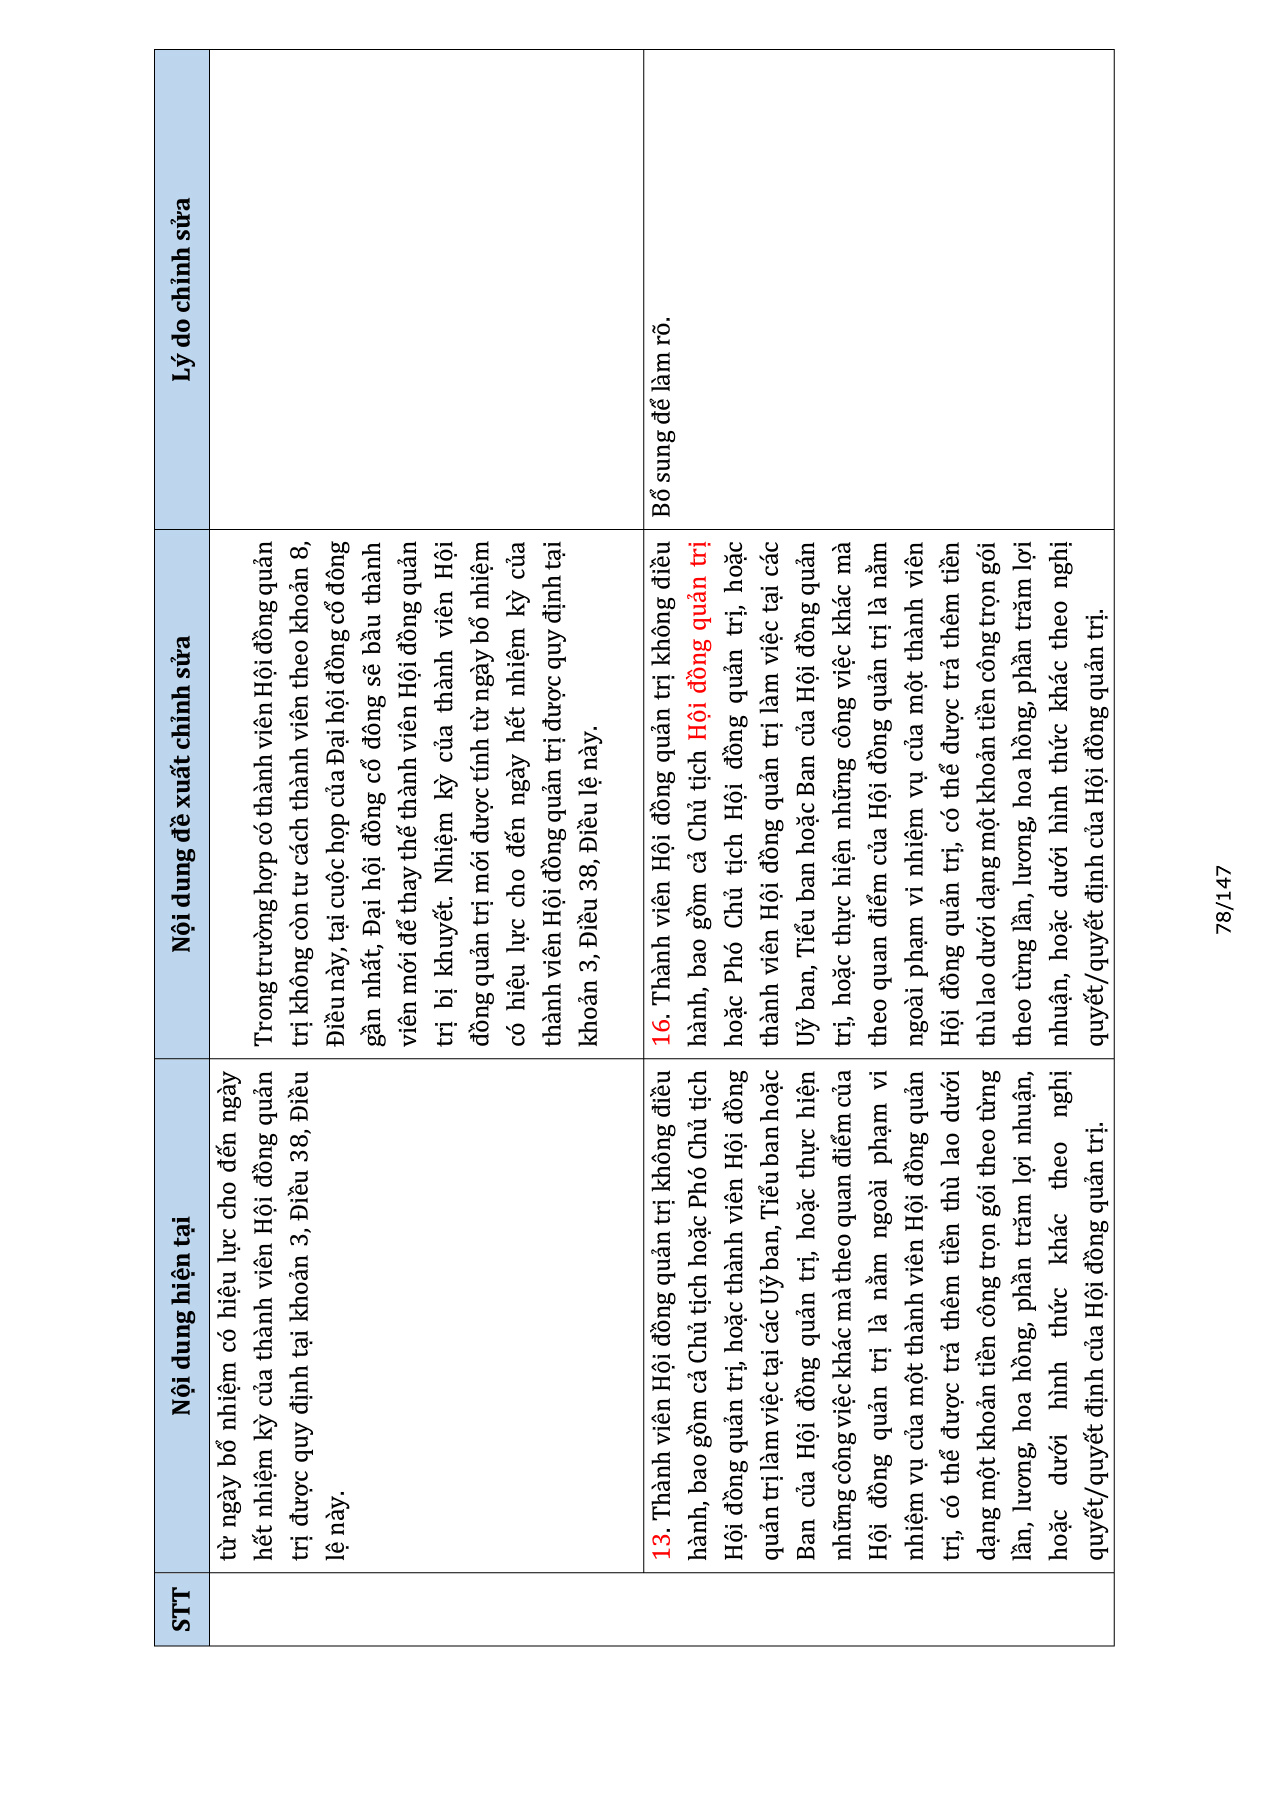 STT
Nội dung hiện tại
Nội dung đề xuất chỉnh sửa
Lý do chỉnh sửa
từ ngày bổ nhiệm có hiệu lực cho đến ngày
hết nhiệm kỳ của thành viên Hội đồng quản
trị được quy định tại khoản 3, Điều 38, Điều
lệ này.
Trong trường hợp có thành viên Hội đồng quản
trị không còn tư cách thành viên theo khoản 8,
Điều này, tại cuộc họp của Đại hội đồng cổ đông
gần nhất, Đại hội đồng cổ đông sẽ bầu thành
viên mới để thay thế thành viên Hội đồng quản
trị bị khuyết. Nhiệm kỳ của thành viên Hội
đồng quản trị mới được tính từ ngày bổ nhiệm
có hiệu lực cho đến ngày hết nhiệm kỳ của
thành viên Hội đồng quản trị được quy định tại
khoản 3, Điều 38, Điều lệ này.
13. Thành viên Hội đồng quản trị không điều
hành, bao gồm cả Chủ tịch hoặc Phó Chủ tịch
Hội đồng quản trị, hoặc thành viên Hội đồng
quản trị làm việc tại các Uỷ ban, Tiểu ban hoặc
Ban của Hội đồng quản trị, hoặc thực hiện
những công việc khác mà theo quan điểm của
Hội đồng quản trị là nằm ngoài phạm vi
nhiệm vụ của một thành viên Hội đồng quản
trị, có thể được trả thêm tiền thù lao dưới
dạng một khoản tiền công trọn gói theo từng
lần, lương, hoa hồng, phần trăm lợi nhuận,
hoặc dưới hình thức khác theo nghị
quyết/quyết định của Hội đồng quản trị.
16. Thành viên Hội đồng quản trị không điều
hành, bao gồm cả Chủ tịch Hội đồng quản trị
hoặc Phó Chủ tịch Hội đồng quản trị, hoặc
thành viên Hội đồng quản trị làm việc tại các
Uỷ ban, Tiểu ban hoặc Ban của Hội đồng quản
trị, hoặc thực hiện những công việc khác mà
theo quan điểm của Hội đồng quản trị là nằm
ngoài phạm vi nhiệm vụ của một thành viên
Hội đồng quản trị, có thể được trả thêm tiền
thù lao dưới dạng một khoản tiền công trọn gói
theo từng lần, lương, hoa hồng, phần trăm lợi
nhuận, hoặc dưới hình thức khác theo nghị
quyết/quyết định của Hội đồng quản trị.
Bổ sung để làm rõ.
78/147